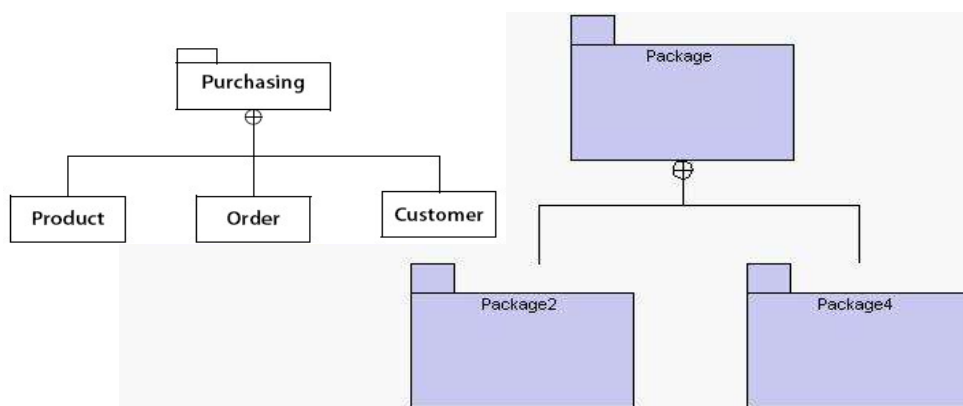 Purchasing
Product
Order
Customer
Package
Package2
Package4